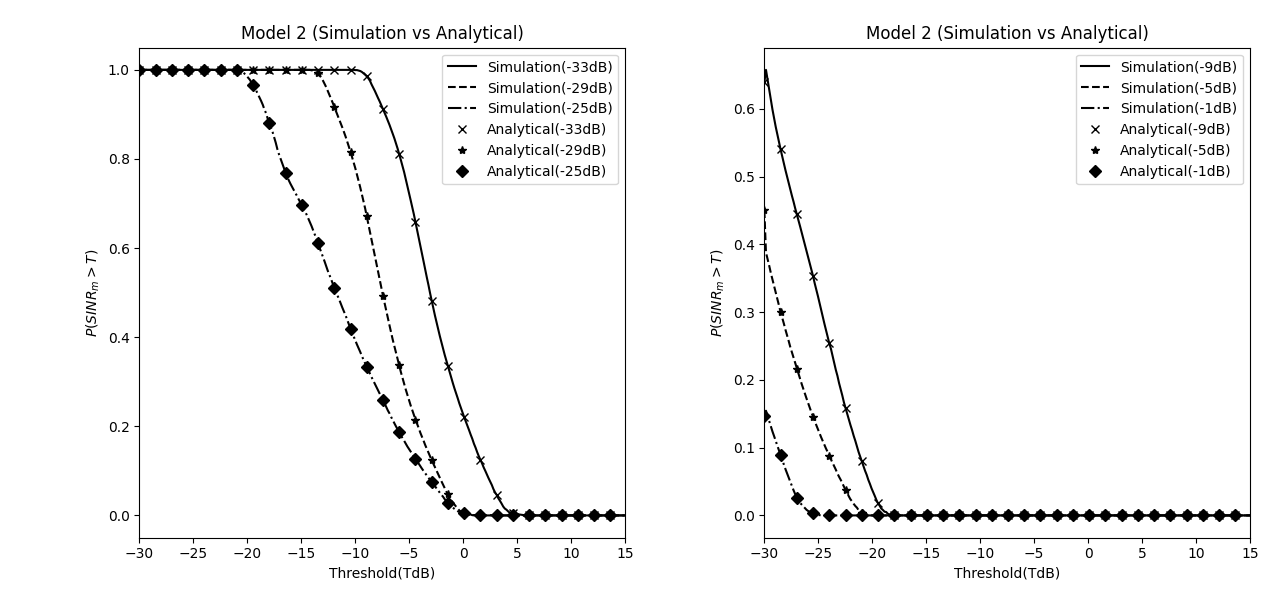 Model 2 (Simulation vs Analytical)
1.0
0.8
0.6
0.4
0.2
0.0
P(SINR_m > T)
−30 −25 −20 −15 −10 −5 0 5 10 15
Threshold(TdB)
Simulation(-33dB)
Simulation(-29dB)
Simulation(-25dB)
Analytical(-33dB)
Analytical(-29dB)
Analytical(-25dB)
Model 2 (Simulation vs Analytical)
0.6
0.5
0.4
0.3
0.2
0.1
0.0
P(SINR_m > T)
−30 −25 −20 −15 −10 −5 0 5 10 15
Threshold(TdB)
Simulation(-9dB)
Simulation(-5dB)
Simulation(-1dB)
Analytical(-9dB)
Analytical(-5dB)
Analytical(-1dB)